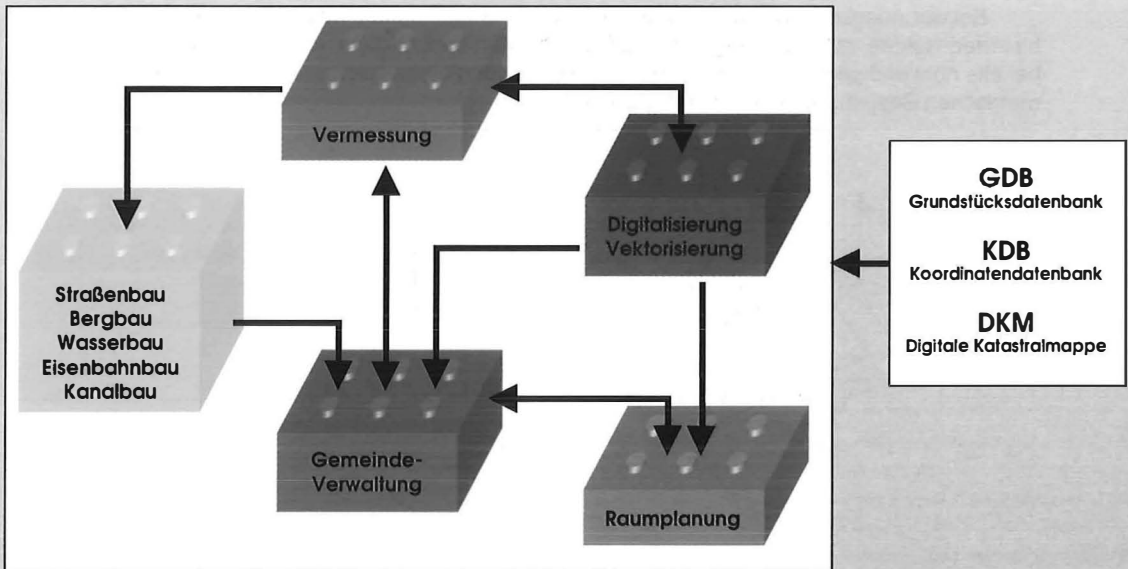 Vermessung
Digitalisierung
Vektorisierung
Straßenbau
Bergbau
Wasserbau
Eisenbahnbau
Kanalbau
Gemeinde-
Verwaltung
Raumplanung
GDB
Grundstücksdatenbank
KDB
Koordinatendatenbank
DKM
Digitale Katastralmappe